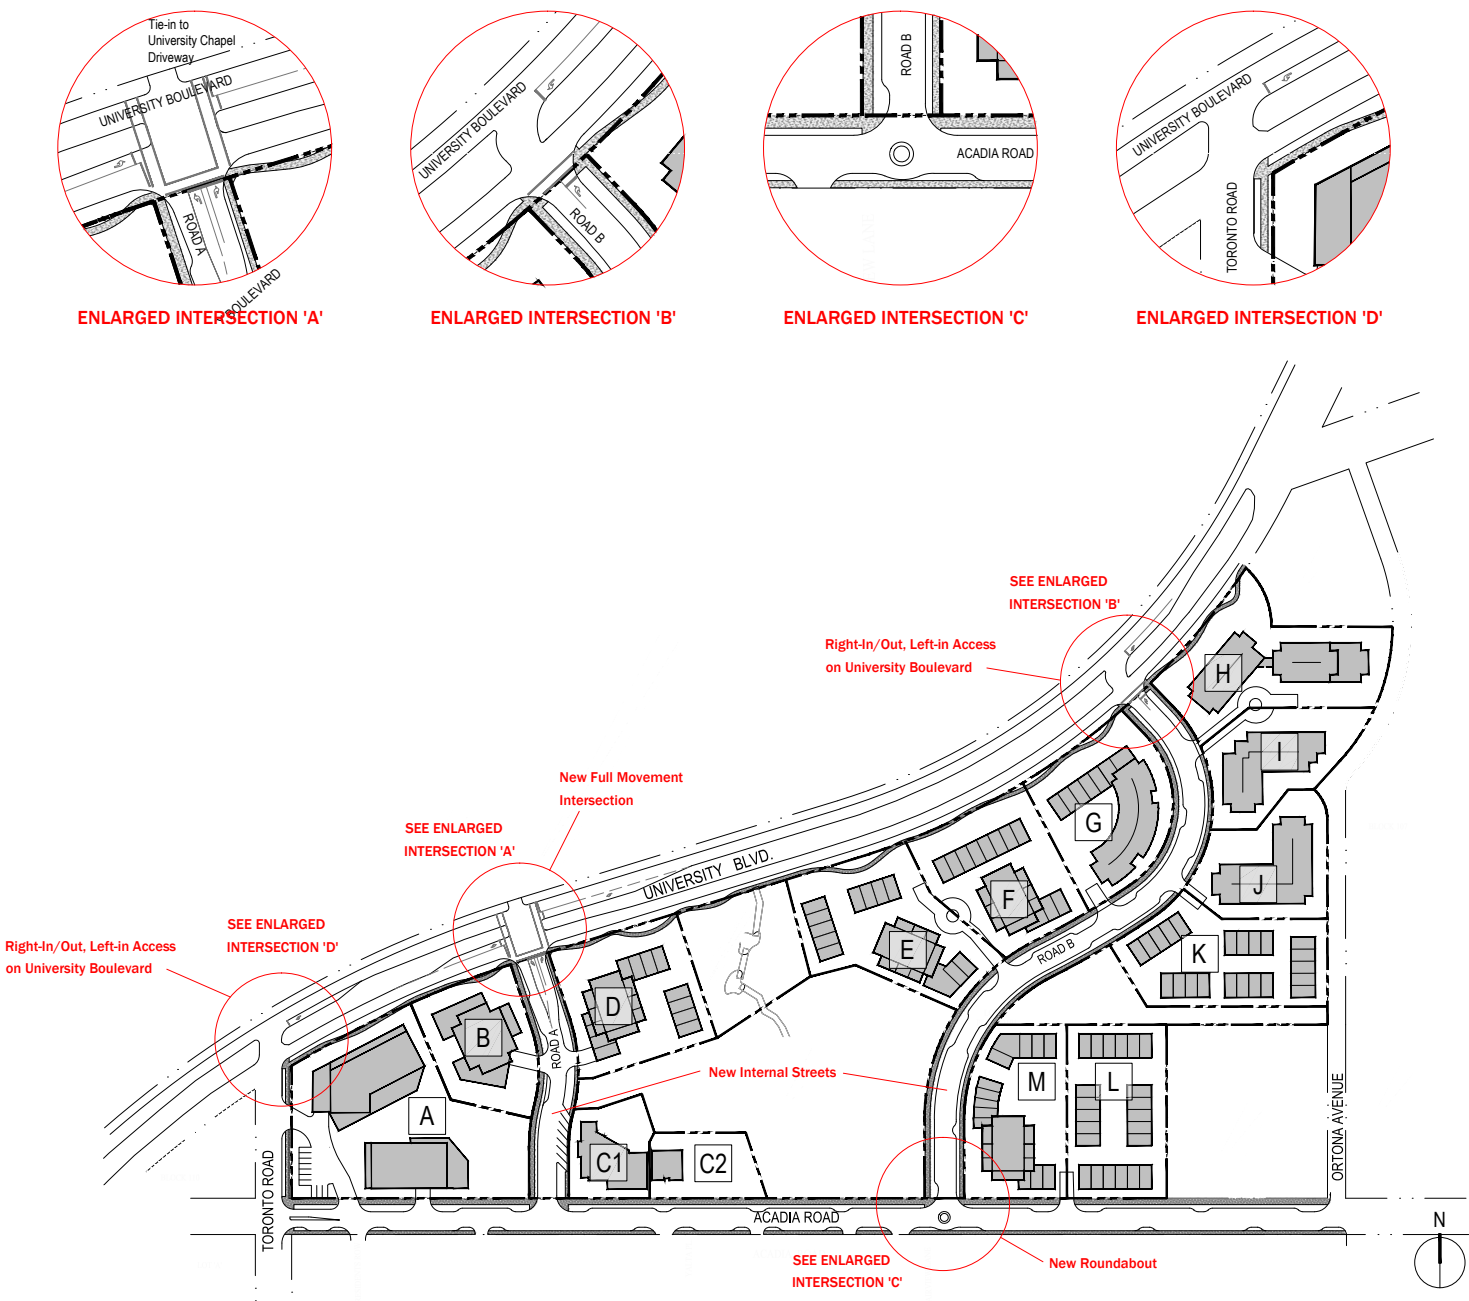 Tie-in to
University Chapel
Driveway
UNIVERSITY BOULEVARD
ROAD A
BOULEVARD
ENLARGED INTERSECTION 'A'
UNIVERSITY BOULEVARD
ROAD B
ENLARGED INTERSECTION 'B'
ROAD B
ACADIA ROAD
ENLARGED INTERSECTION 'C'
UNIVERSITY BOULEVARD
TORONTO ROAD
ENLARGED INTERSECTION 'D'
SEE ENLARGED
INTERSECTION 'B'
Right-In/Out, Left-in Access
on University Boulevard
New Full Movement
Intersection
SEE ENLARGED
INTERSECTION 'A'
UNIVERSITY BLVD.
SEE ENLARGED
INTERSECTION 'D'
Right-In/Out, Left-in Access
on University Boulevard
H
I
G
J
F
E
K
ROAD B
D
B
ROAD A
New Internal Streets
M
L
A
C1
C2
ORTONA AVENUE
TORONTO ROAD
ACADIA ROAD
SEE ENLARGED
INTERSECTION 'C'
New Roundabout
N